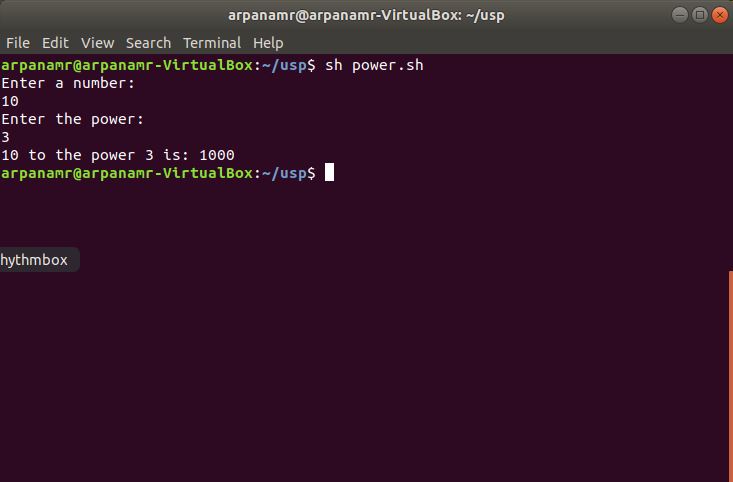 arpanamr@arpanamr-VirtualBox: ~/usp
File Edit View Search Terminal Help
arpanamr@arpanamr-VirtualBox:~/usp$ sh power.sh
Enter a number:
10
Enter the power:
3
10 to the power 3 is: 1000
arpanamr@arpanamr-VirtualBox:~/usp$
hythmbox